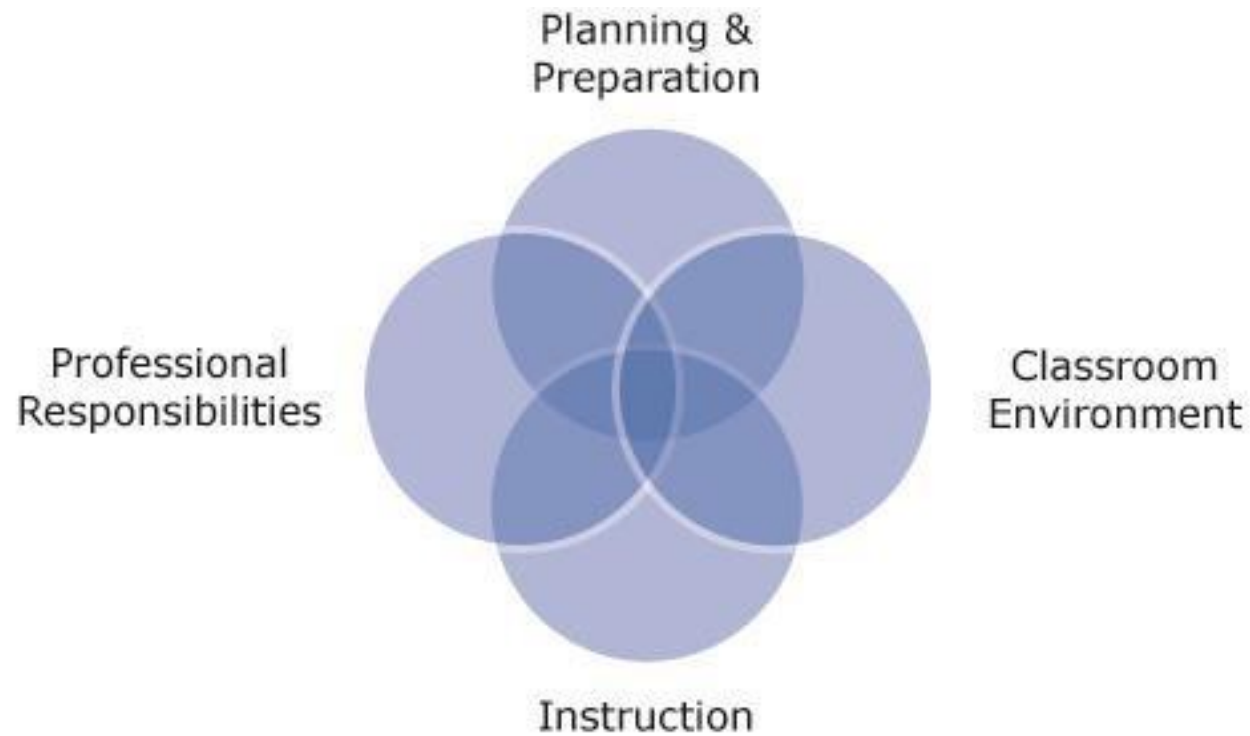 Planning &
Preparation
Professional
Responsibilities
Classroom
Environment
Instruction